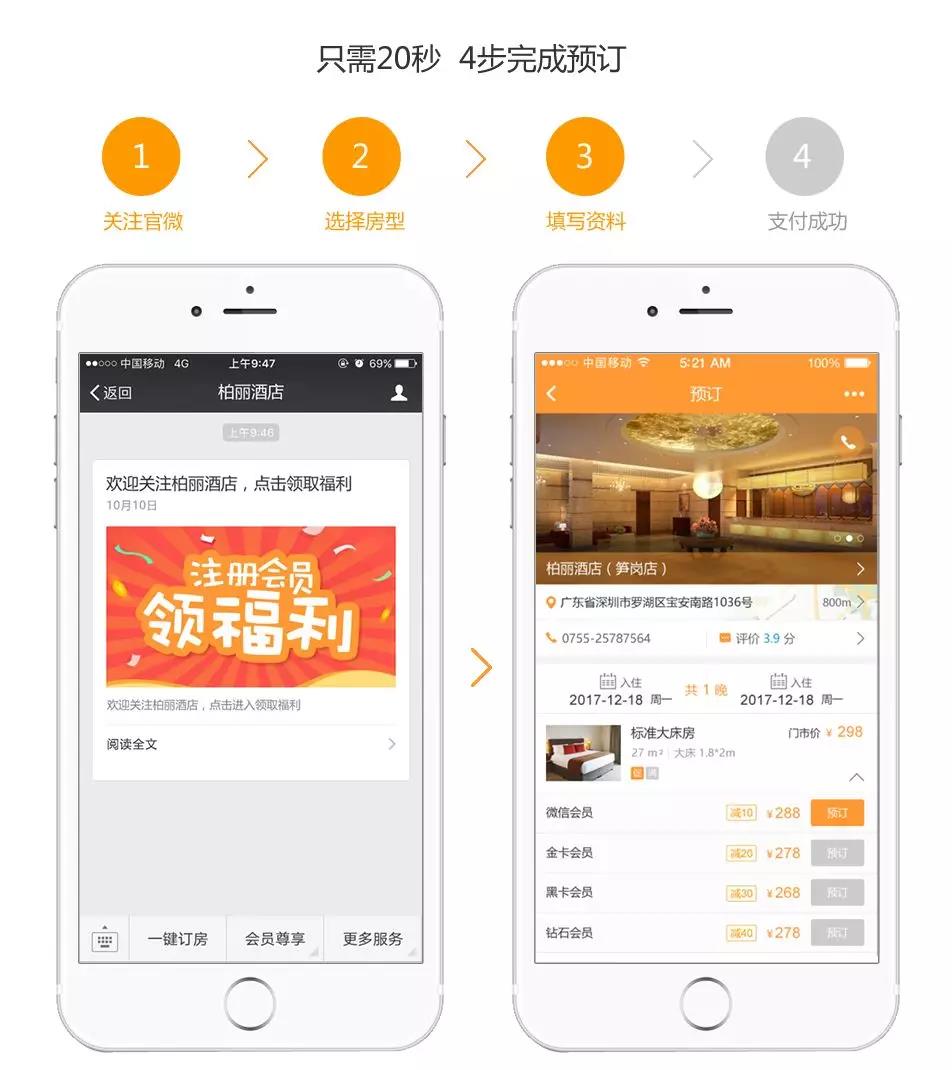 只需20秒 4步完成预订
1
2
3
4
关注官微
选择房型
填写资料
支付成功
中国移动 4G 上午9:47 69%
返回 柏丽酒店
上午9:46
欢迎关注柏丽酒店，点击领取福利
10月10日
注册会员
领福利
欢迎关注柏丽酒店，点击进入领取福利
阅读全文
一键订房 会员尊享 更多服务
中国移动 5:21 AM 100%
预订
柏丽酒店（笋岗店）
广东省深圳市罗湖区宝安南路1036号 800m
0755-25787564 评价 3.9 分
入住 入住
2017-12-18 周一 共 1 晚 2017-12-18 周一
标准大床房 门市价 ¥ 298
27 m² 大床 1.8*2m
微信会员 减10 ¥288 预订
金卡会员 减20 ¥278 预订
黑卡会员 减30 ¥268 预订
钻石会员 减40 ¥278 预订